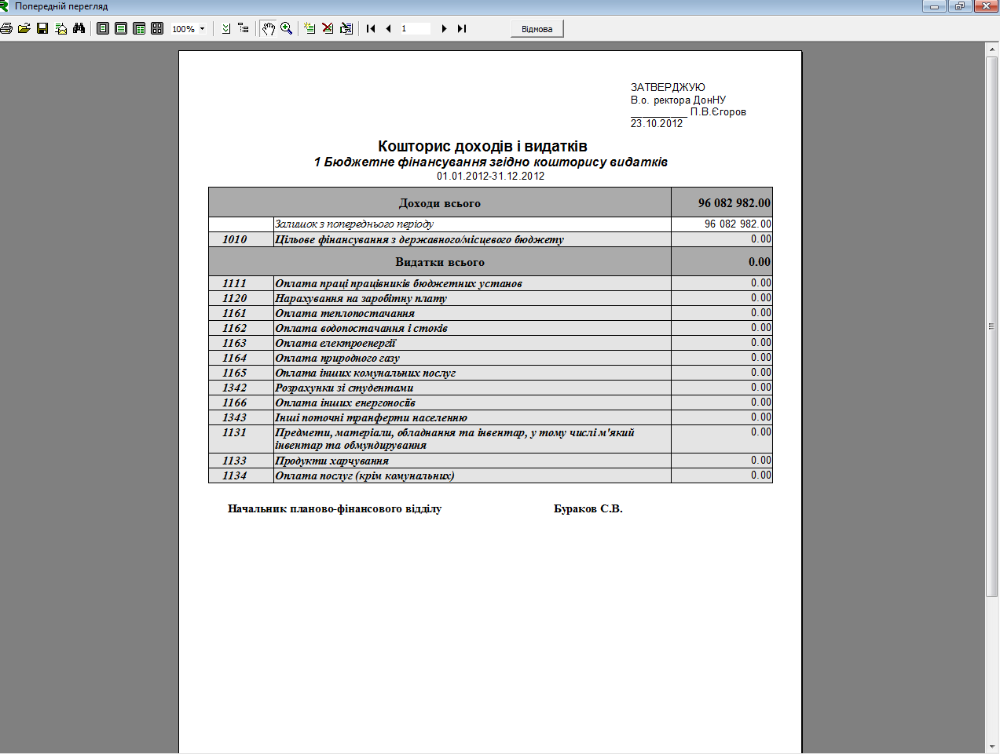 Попередній перегляд
100%
1
Відмова
ЗАТВЕРДЖУЮ
В.о. ректора ДонНУ
_________ П.В.Єгоров
23.10.2012
Кошторис доходів і видатків
1 Бюджетне фінансування згідно кошторису видатків
01.01.2012-31.12.2012
Доходи всього 96 082 982.00
Залишок з попереднього періоду 96 082 982.00
1010 Цільове фінансування з державного/місцевого бюджету 0.00
Видатки всього 0.00
1111 Оплата праці працівників бюджетних установ 0.00
1120 Нарахування на заробітну плату 0.00
1161 Оплата теплопостачання 0.00
1162 Оплата водопостачання і стоків 0.00
1163 Оплата електроенергії 0.00
1164 Оплата природного газу 0.00
1165 Оплата інших комунальних послуг 0.00
1342 Розрахунки зі студентами 0.00
1166 Оплата інших енергоносіїв 0.00
1343 Інші поточні транферти населенню 0.00
1131 Предмети, матеріали, обладнання та інвентар, у тому числі м'який 0.00
інвентар та обмундирування
1133 Продукти харчування 0.00
1134 Оплата послуг (крім комунальних) 0.00
Начальник планово-фінансового відділу Бураков С.В.